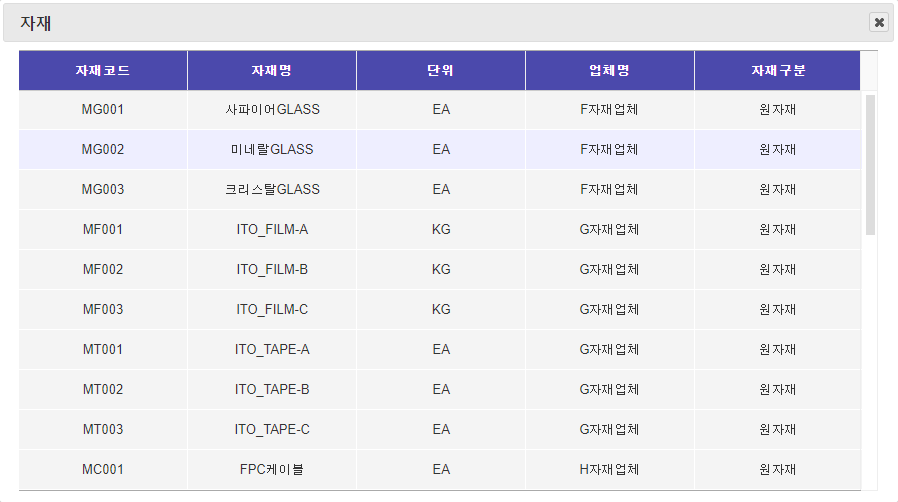 자재
자재코드 자재명 단위 업체명 자재구분
MG001 사파이어GLASS EA F자재업체 원자재
MG002 미네랄GLASS EA F자재업체 원자재
MG003 크리스탈GLASS EA F자재업체 원자재
MF001 ITO_FILM-A KG G자재업체 원자재
MF002 ITO_FILM-B KG G자재업체 원자재
MF003 ITO_FILM-C KG G자재업체 원자재
MT001 ITO_TAPE-A EA G자재업체 원자재
MT002 ITO_TAPE-B EA G자재업체 원자재
MT003 ITO_TAPE-C EA G자재업체 원자재
MC001 FPC케이블 EA H자재업체 원자재